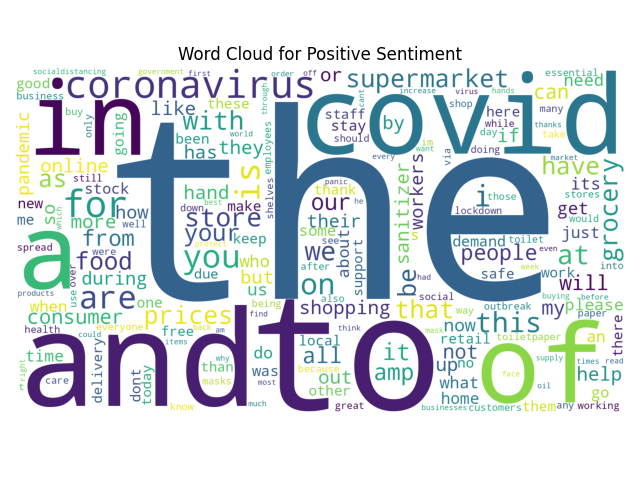 Word Cloud for Positive Sentiment
socialdistancing government first order off essential
good coronavirus or supermarket need
business in these through cant increase virus hands can
buy only going like with covid shop here many
pandemic been staff by while if thanks take
online has they world employees stay should im day doing
still is every want via market
as stock hand thank sanitizer workers i those have its
new so for how down best make shelves panic our he be lockdown get stores would
me which more well your store some their
the
spread a from were you protect keep we see about support demand toilet people just into grocery
food who after s safe even at
over during due but us on also had work week will
products use are one being shopping social that way outbreak buying before
when consumer prices find now this my please
health could everyone free back am think mask retail toiletpaper paper an there
time and items to local it not of supply times read
right do all because up no face help
care delivery dont today why than was out amp what oil go
masks most other home
know much great businesses customers them any working